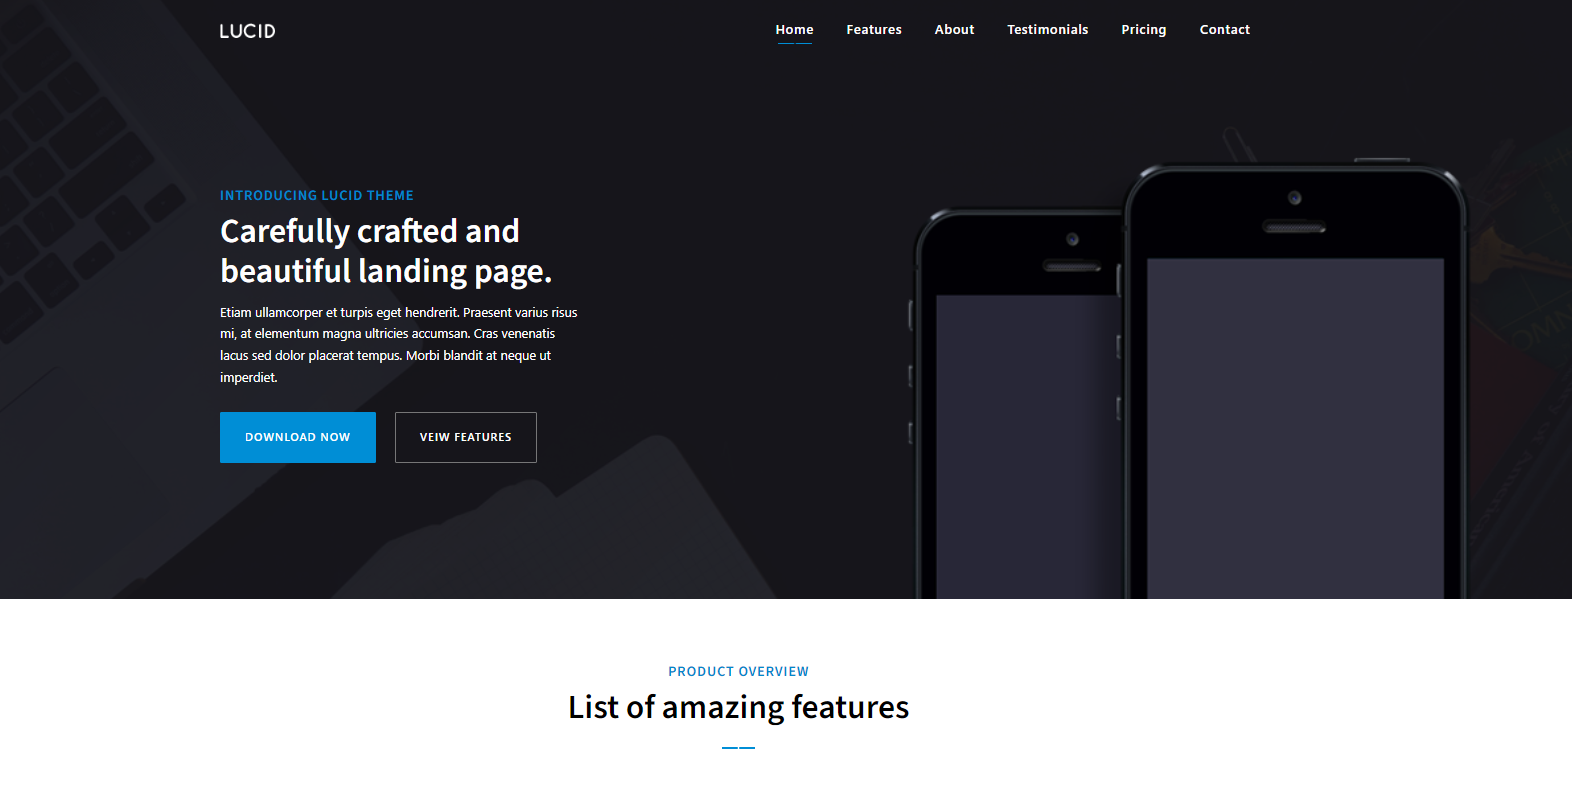 LUCID
Home Features About Testimonials Pricing Contact
INTRODUCING LUCID THEME
Carefully crafted and
beautiful landing page.
Etiam ullamcorper et turpis eget hendrerit. Praesent varius risus
mi, at elementum magna ultricies accumsan. Cras venenatis
lacus sed dolor placerat tempus. Morbi blandit at neque ut
imperdiet.
DOWNLOAD NOW VEIW FEATURES
PRODUCT OVERVIEW
List of amazing features